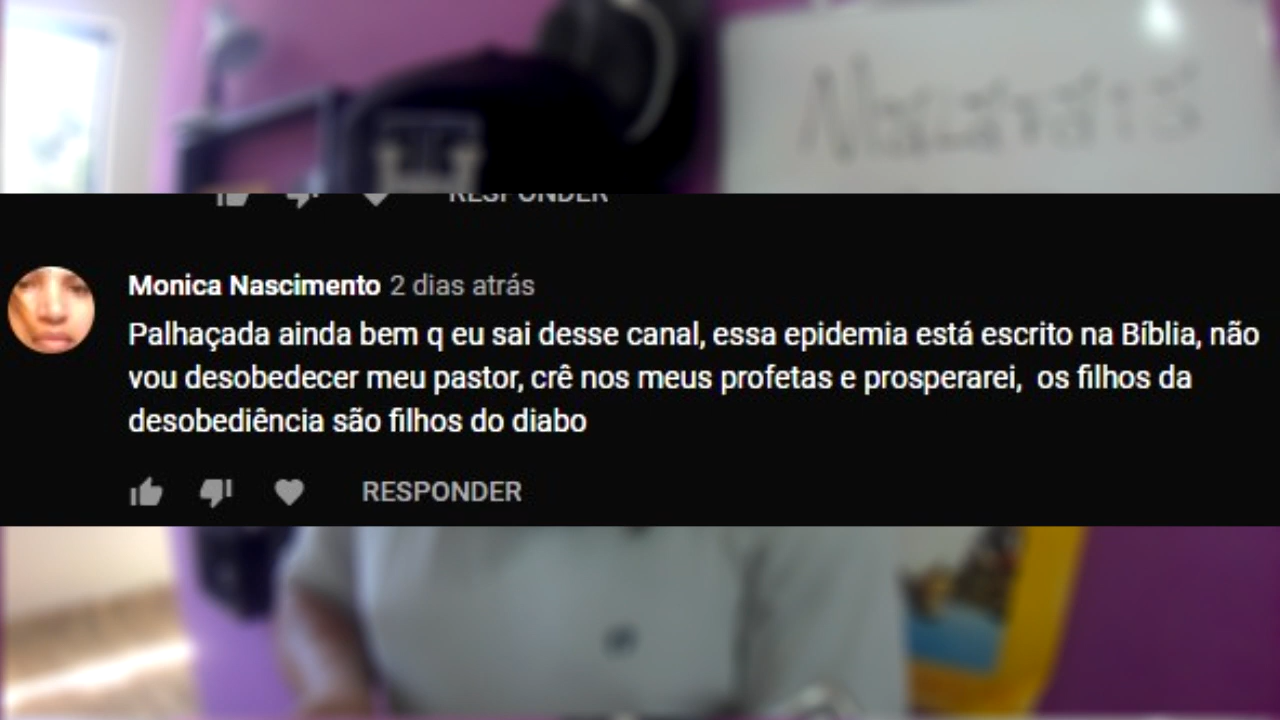 RESPONDER
Monica Nascimento 2 dias atrás
Palhaçada ainda bem q eu sai desse canal, essa epidemia está escrito na Bíblia, não
vou desobedecer meu pastor, crê nos meus profetas e prosperarei, os filhos da
desobediência são filhos do diabo
RESPONDER